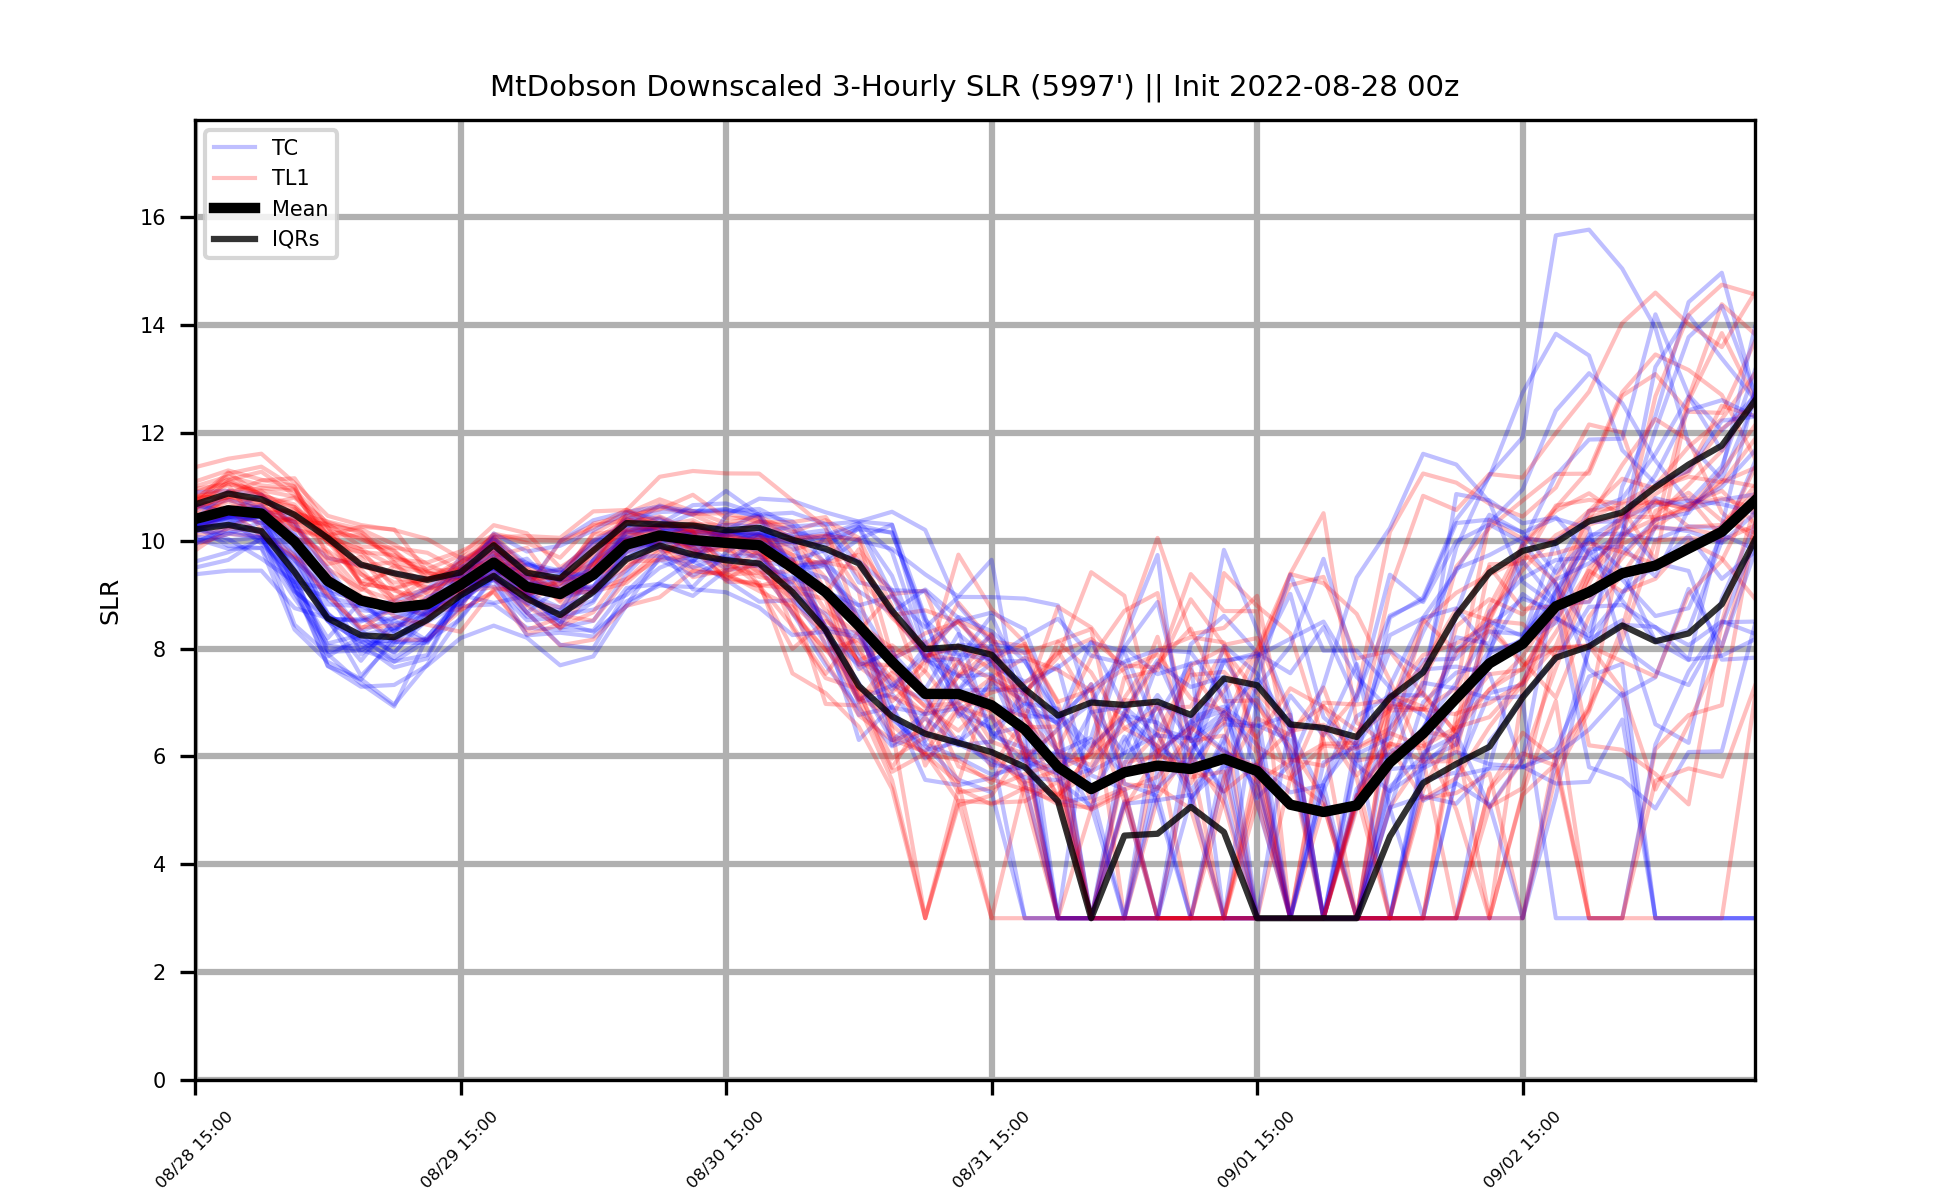 MtDobson Downscaled 3-Hourly SLR (5997') || Init 2022-08-28 00z
TC
TL1
Mean
IQRs
SLR
16
14
12
10
8
6
4
2
0
08/28 15:00
08/29 15:00
08/30 15:00
08/31 15:00
09/01 15:00
09/02 15:00